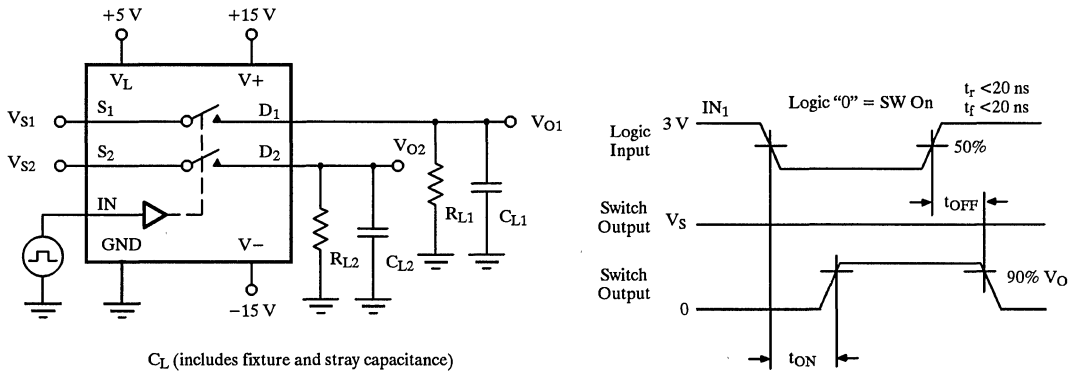 +5 V
+15 V
V_L
V+
V_S1
S_1
D_1
V_O1
V_S2
S_2
D_2
V_O2
IN
R_L1
C_L1
GND
V−
R_L2
C_L2
−15 V
C_L (includes fixture and stray capacitance)
IN_1
Logic "0" = SW On
t_r <20 ns
t_f <20 ns
3 V
Logic
Input
50%
t_OFF
Switch
Output
V_S
Switch
Output
90% V_O
0
t_ON